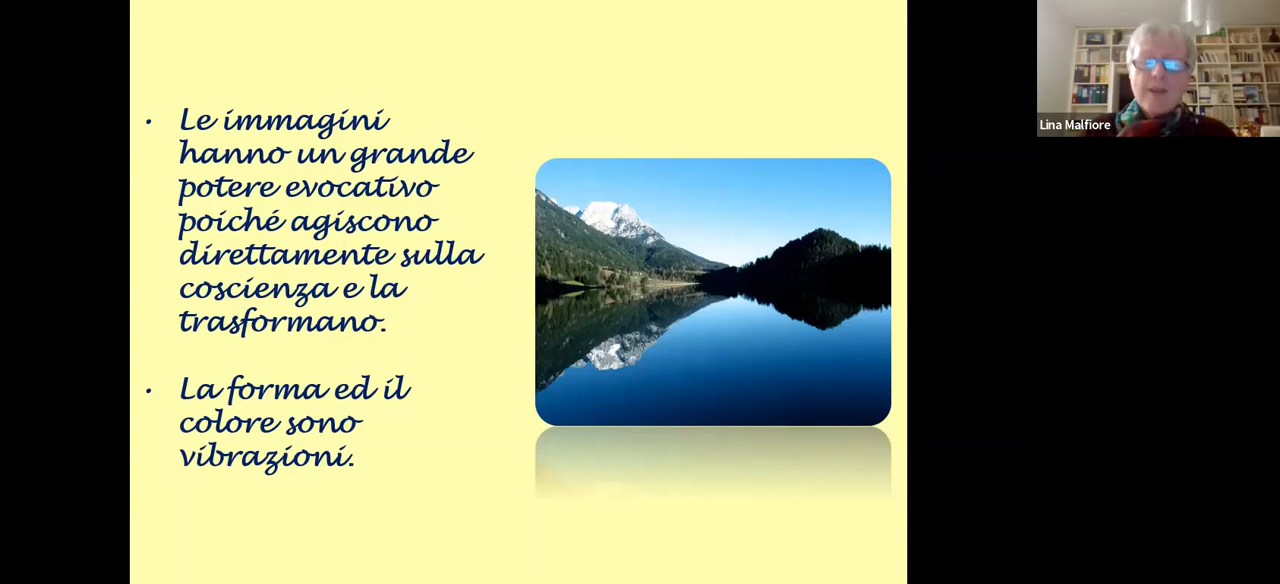 • Le immagini
hanno un grande
potere evocativo
poiché agiscono
direttamente sulla
coscienza e la
trasformano.
• La forma ed il
colore sono
vibrazioni.
Lina Malfiore